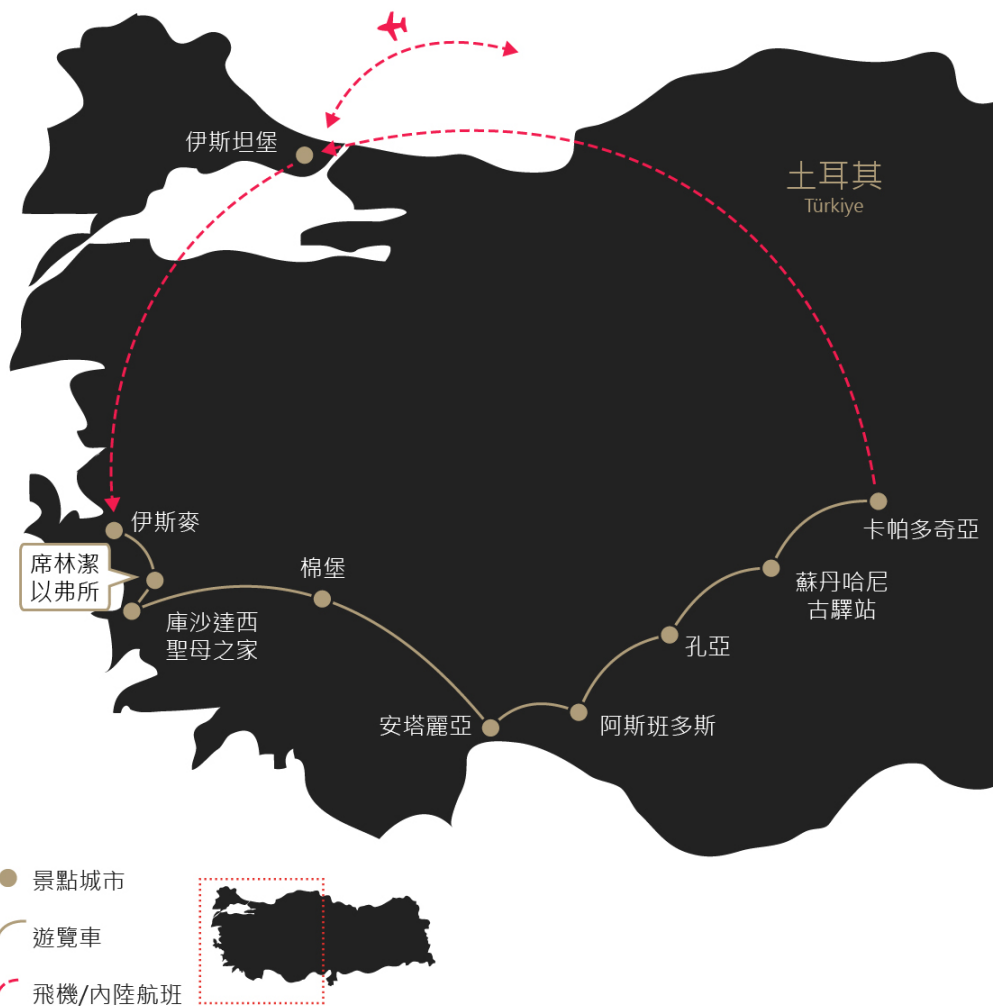 伊斯坦堡
土耳其
Türkiye
伊斯麥
席林潔
以弗所
棉堡
庫沙達西
聖母之家
卡帕多奇亞
蘇丹哈尼
古驛站
孔亞
安塔麗亞
阿斯班多斯
景點城市
遊覽車
飛機/內陸航班